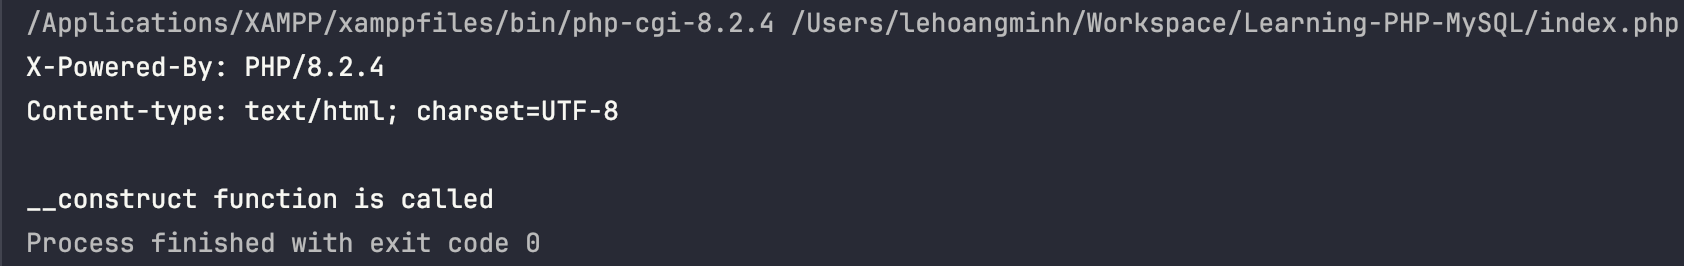 /Applications/XAMPP/xamppfiles/bin/php-cgi-8.2.4 /Users/lehoangminh/Workspace/Learning-PHP-MySQL/index.php
X-Powered-By: PHP/8.2.4
Content-type: text/html; charset=UTF-8
__construct function is called
Process finished with exit code 0